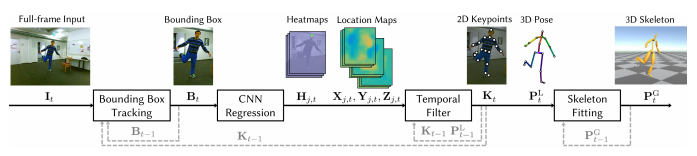 Full-frame Input
Bounding Box
Heatmaps
Location Maps
2D Keypoints
3D Pose
3D Skeleton
I_t
Bounding Box
Tracking
B_t
CNN
Regression
H_{j,t}
X_{j,t}, Y_{j,t}, Z_{j,t}
Temporal
Filter
K_t
P_t^L
Skeleton
Fitting
P_t^G
B_{t−1}
K_{t−1}
K_{t−1} P_{t−1}^L
P_{t−1}^G